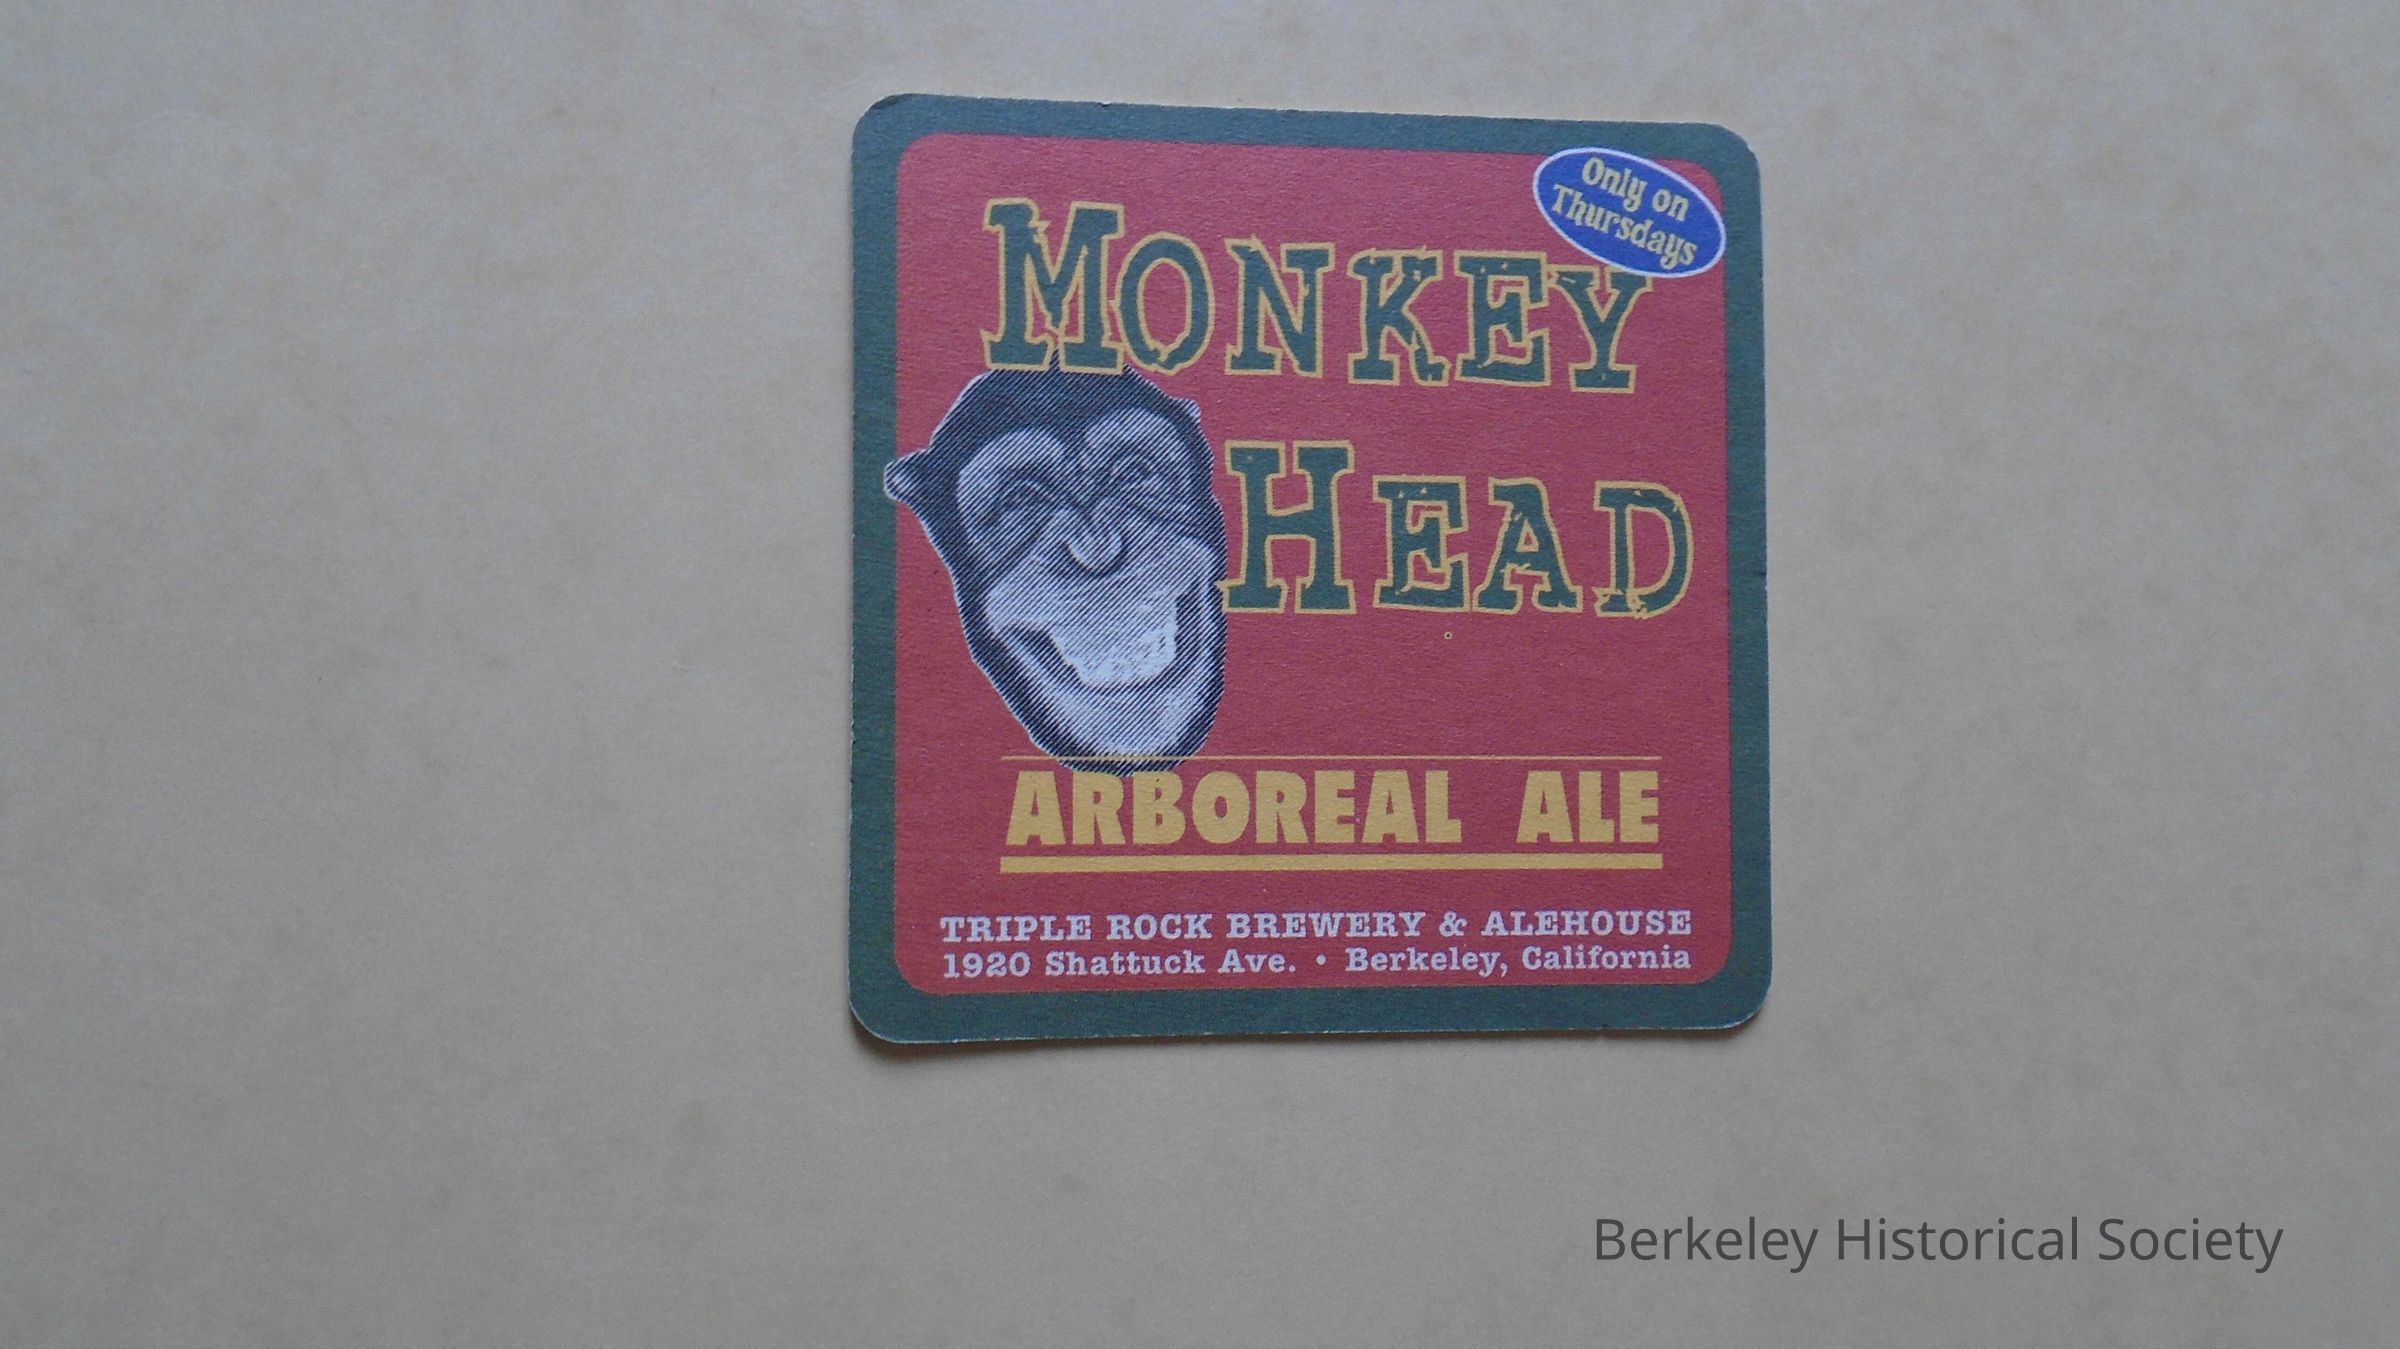 Only on
Thursdays
MONKEY
HEAD
ARBOREAL ALE
TRIPLE ROCK BREWERY & ALEHOUSE
1920 Shattuck Ave. • Berkeley, California
Berkeley Historical Society